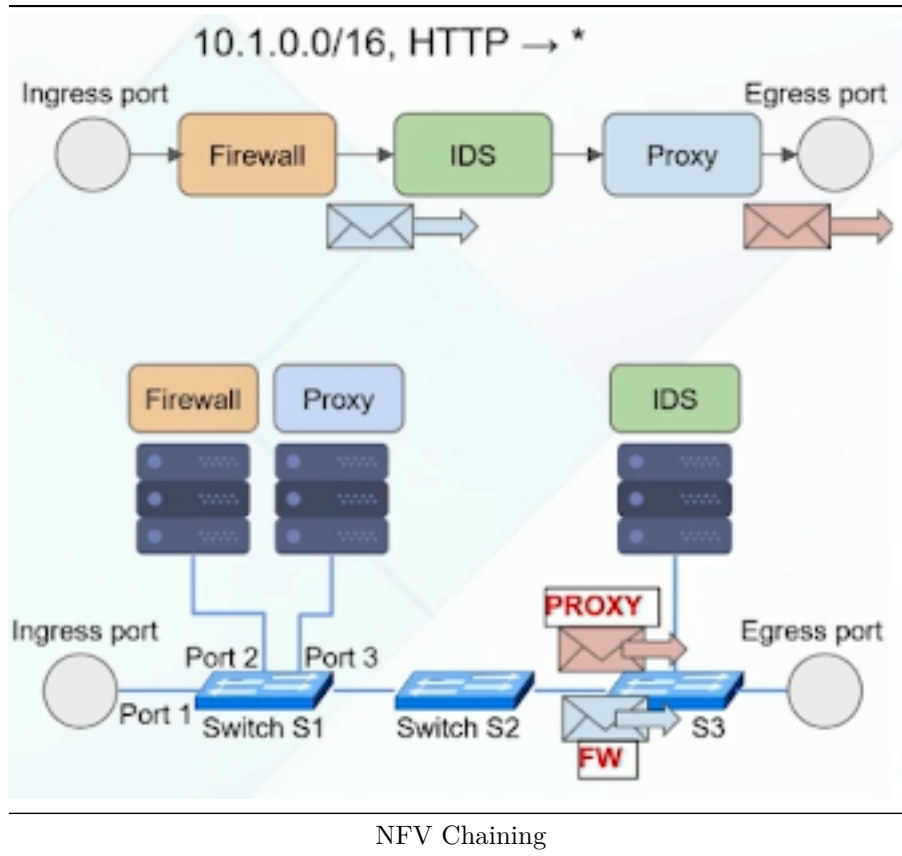 10.1.0.0/16, HTTP → *
Ingress port
Egress port
Firewall
IDS
Proxy
Firewall
Proxy
IDS
PROXY
Ingress port
Egress port
Port 2
Port 3
Port 1
Switch S1
Switch S2
S3
FW
NFV Chaining